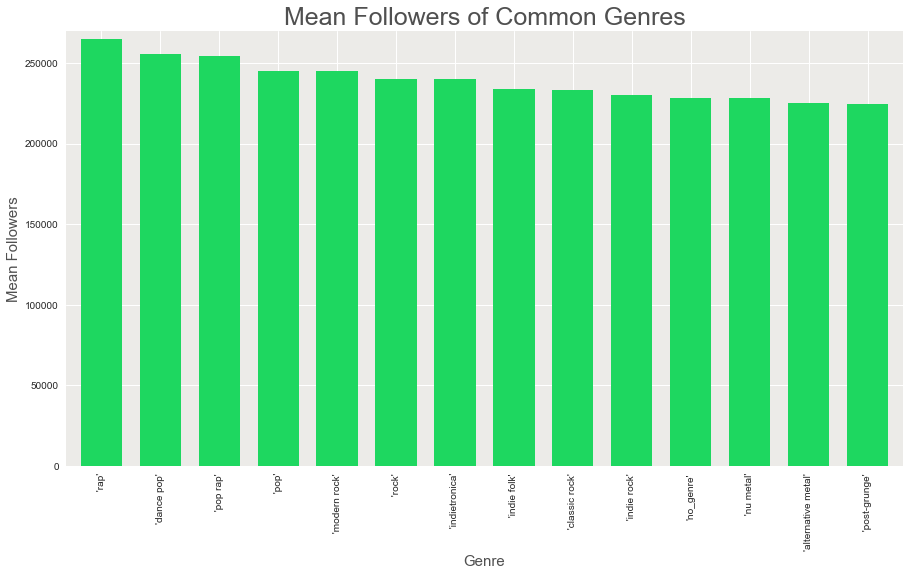 Mean Followers of Common Genres
Mean Followers
250000
200000
150000
100000
50000
0
'rap'
'dance pop'
'pop rap'
'pop'
'modern rock'
'rock'
'indietronica'
'indie folk'
'classic rock'
'indie rock'
'no_genre'
'nu metal'
'alternative metal'
'post-grunge'
Genre